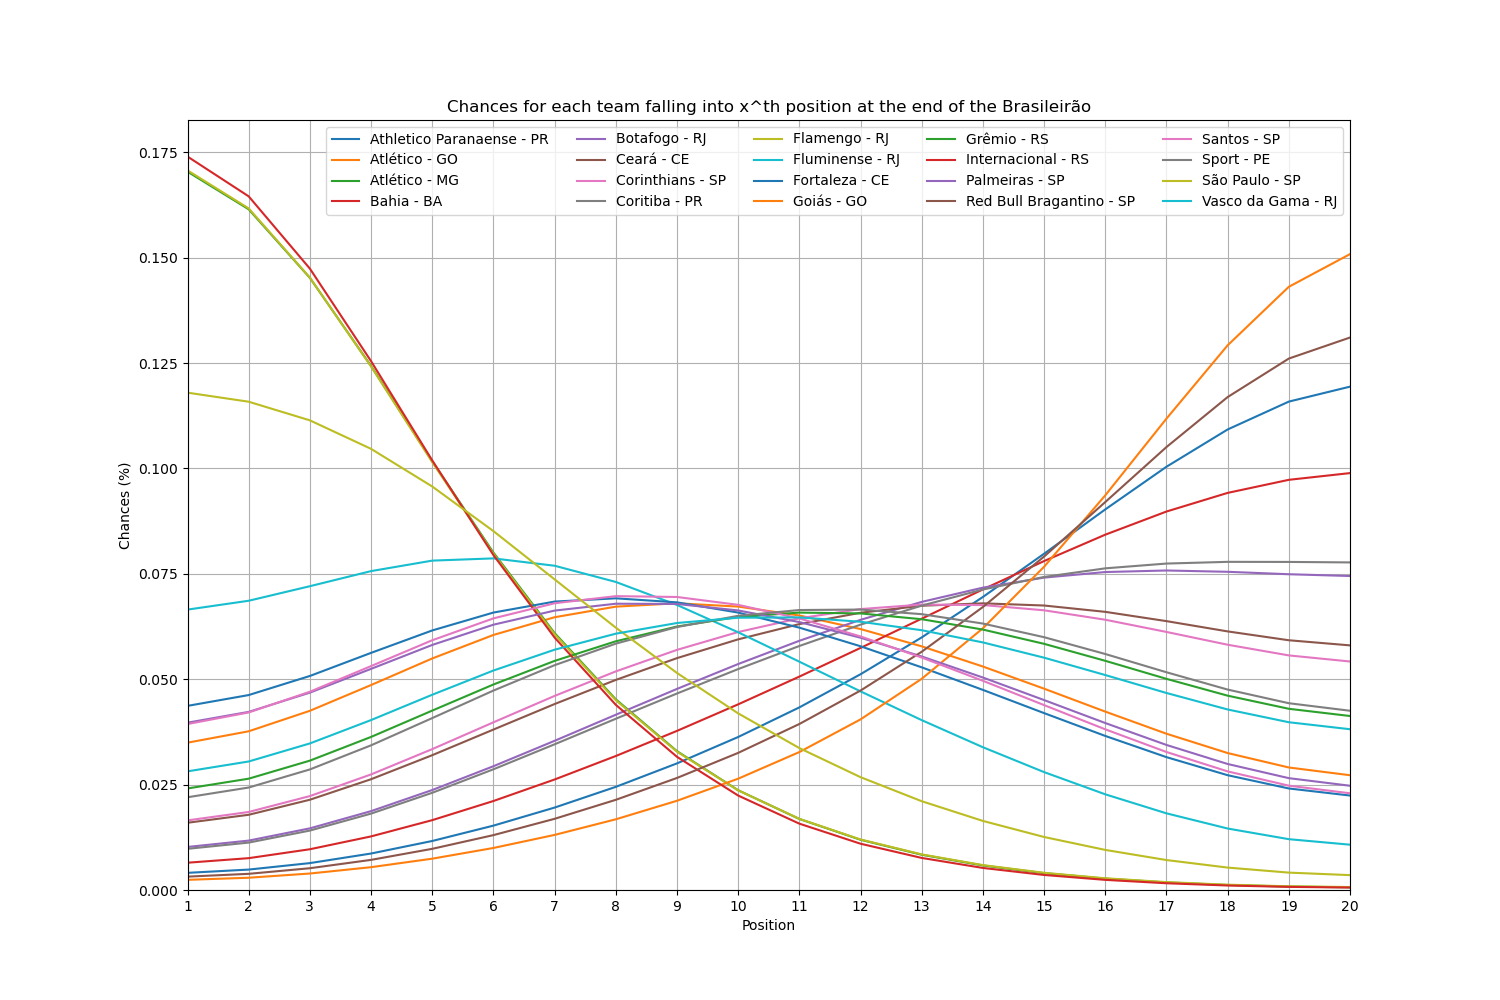 Chances for each team falling into x^th position at the end of the Brasileirão
Athletico Paranaense - PR
Atlético - GO
Atlético - MG
Bahia - BA
Botafogo - RJ
Ceará - CE
Corinthians - SP
Coritiba - PR
Flamengo - RJ
Fluminense - RJ
Fortaleza - CE
Goiás - GO
Grêmio - RS
Internacional - RS
Palmeiras - SP
Red Bull Bragantino - SP
Santos - SP
Sport - PE
São Paulo - SP
Vasco da Gama - RJ
Chances (%)
0.175
0.150
0.125
0.100
0.075
0.050
0.025
0.000
1 2 3 4 5 6 7 8 9 10 11 12 13 14 15 16 17 18 19 20
Position